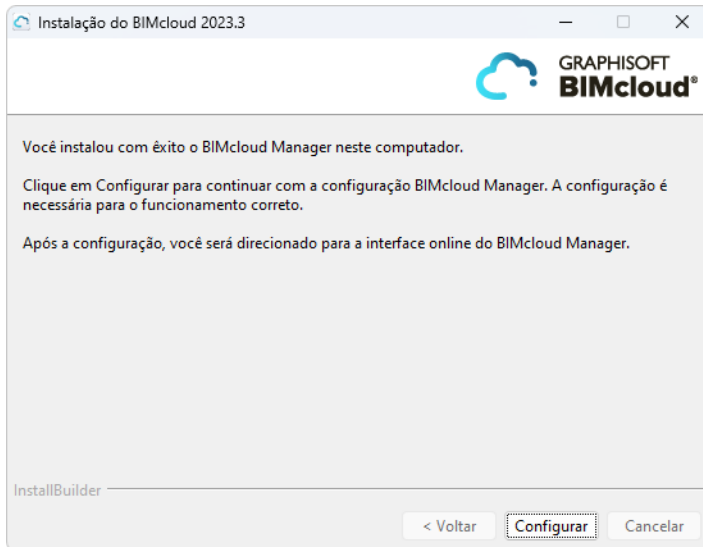 Instalação do BIMcloud 2023.3
GRAPHISOFT
BIMcloud®
Você instalou com êxito o BIMcloud Manager neste computador.
Clique em Configurar para continuar com a configuração BIMcloud Manager. A configuração é
necessária para o funcionamento correto.
Após a configuração, você será direcionado para a interface online do BIMcloud Manager.
InstallBuilder
< Voltar
Configurar
Cancelar